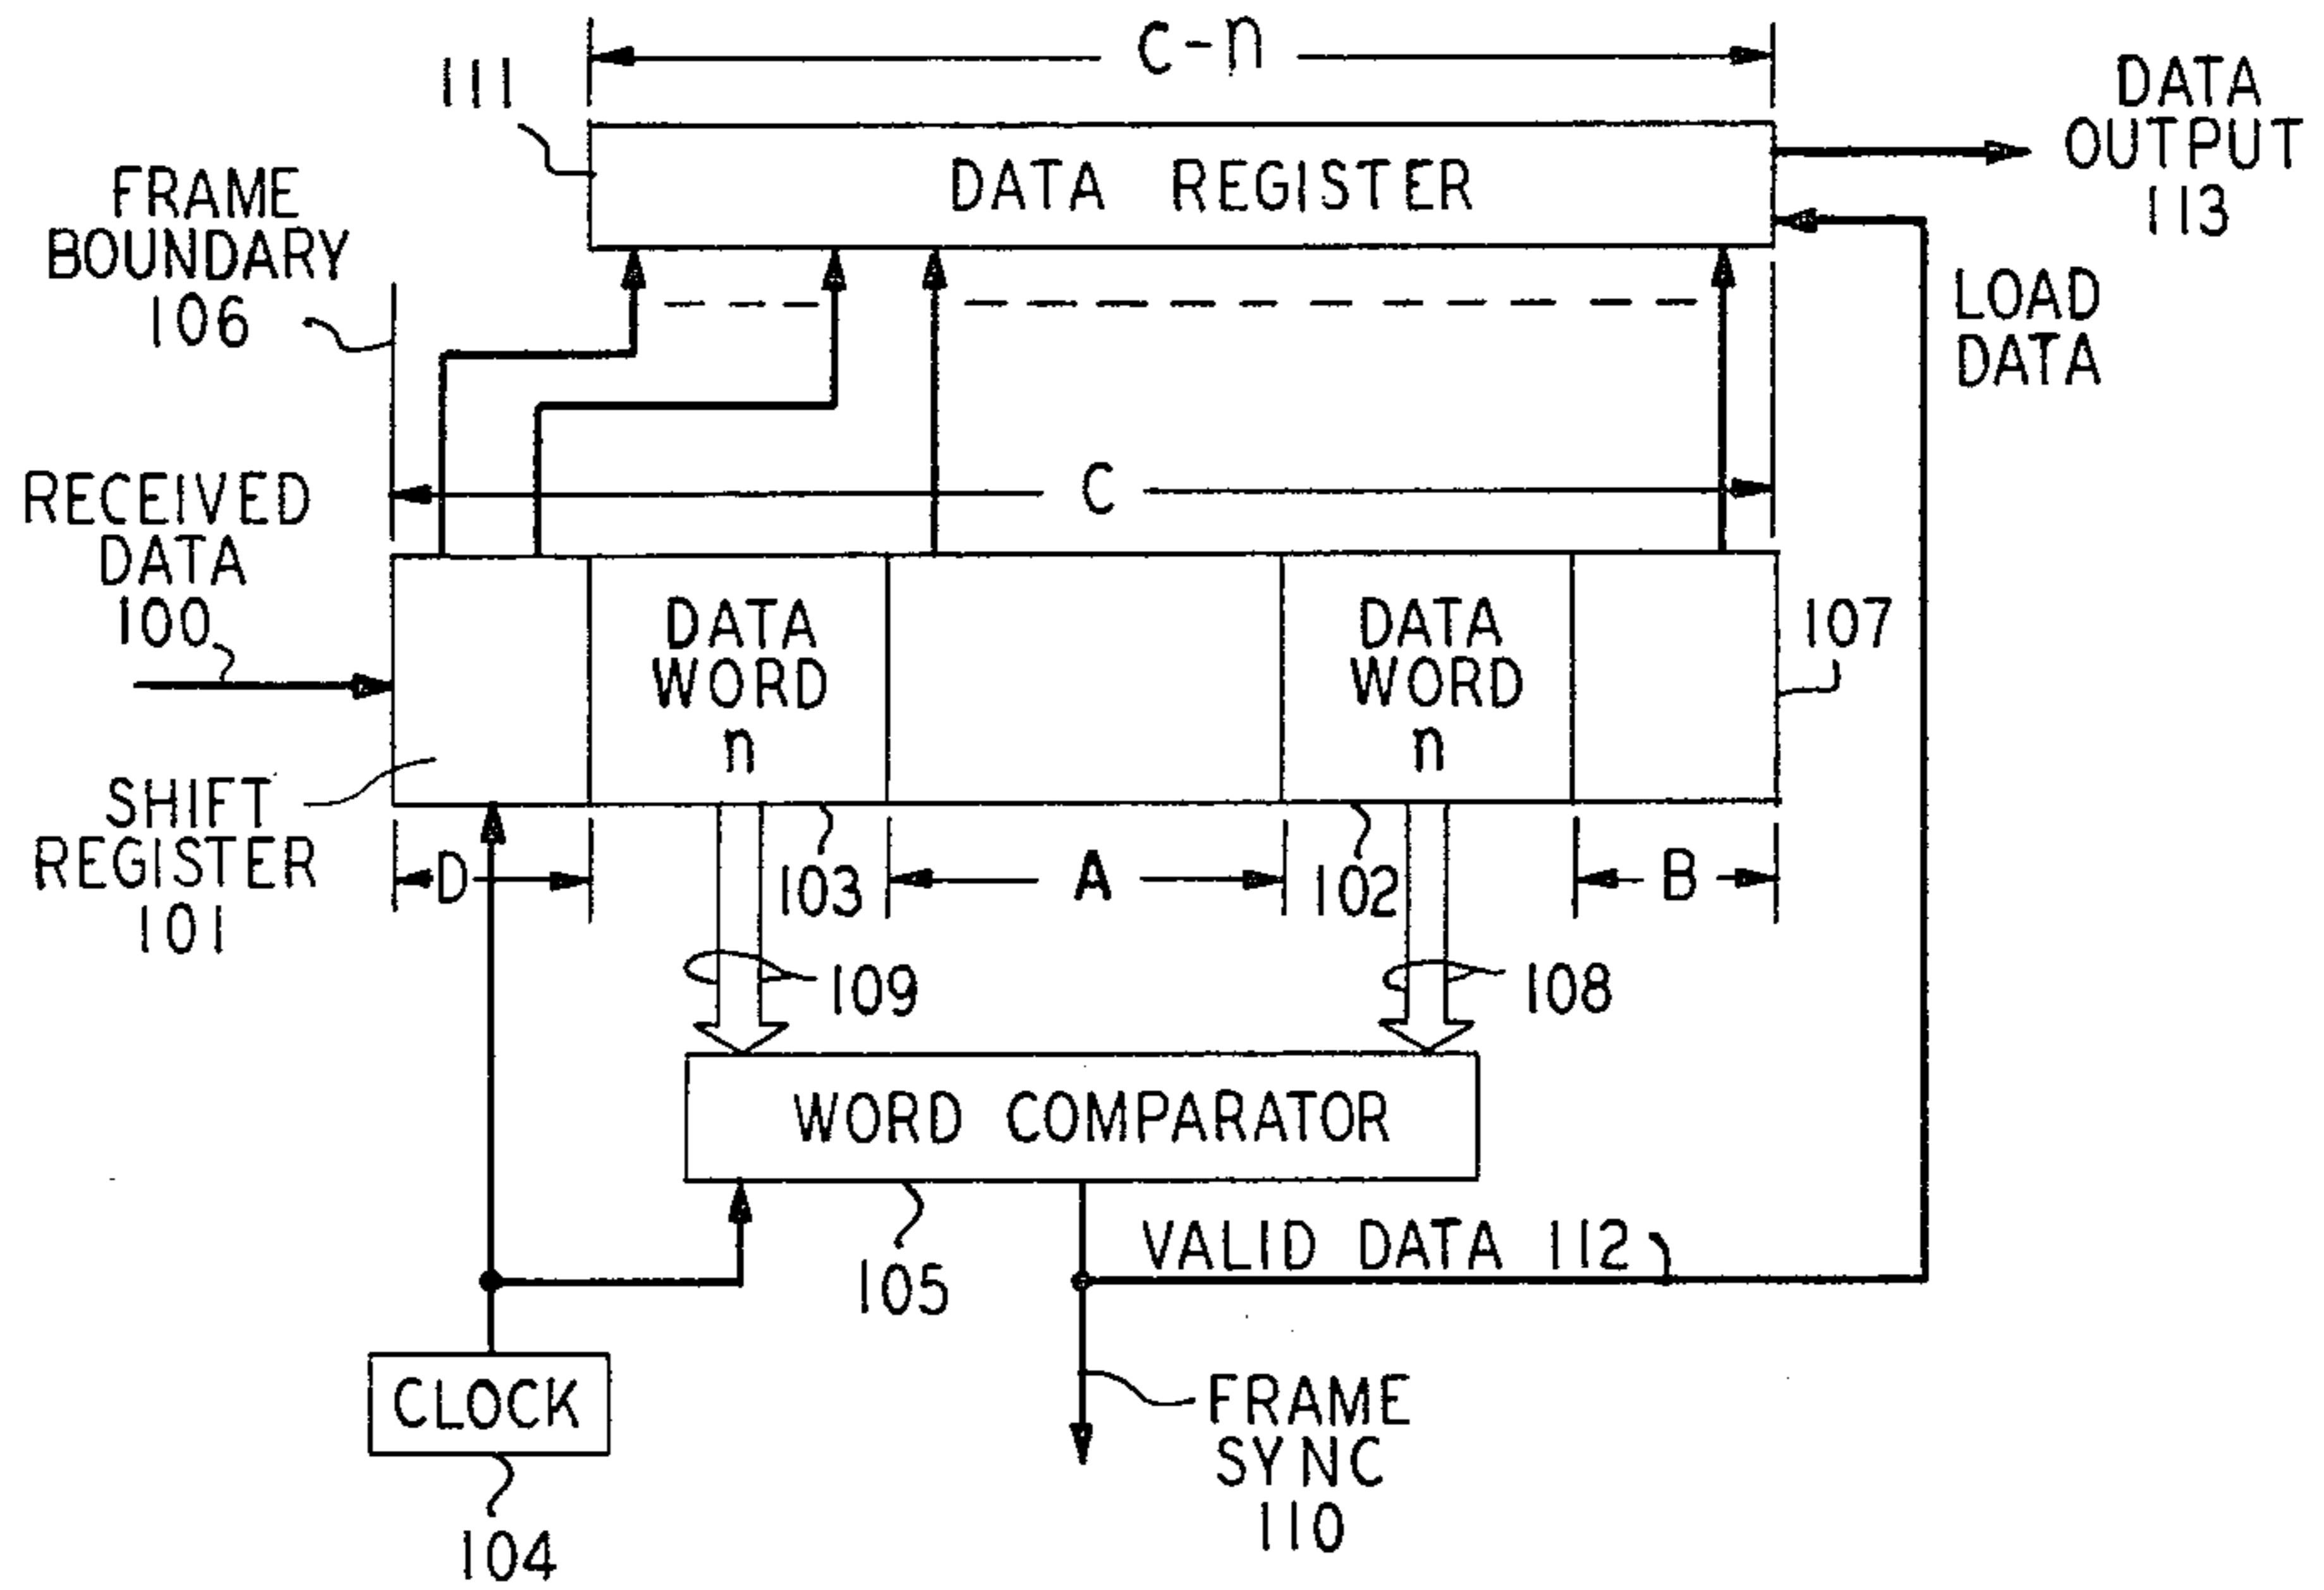 C-n
111
DATA
OUTPUT
113
DATA REGISTER
FRAME
BOUNDARY
106
LOAD
DATA
C
RECEIVED
DATA
100
DATA
WORD
n
DATA
WORD
n
107
SHIFT
REGISTER
101
D
103
A
102
B
109
108
WORD COMPARATOR
105
VALID DATA 112
CLOCK
104
FRAME
SYNC
110